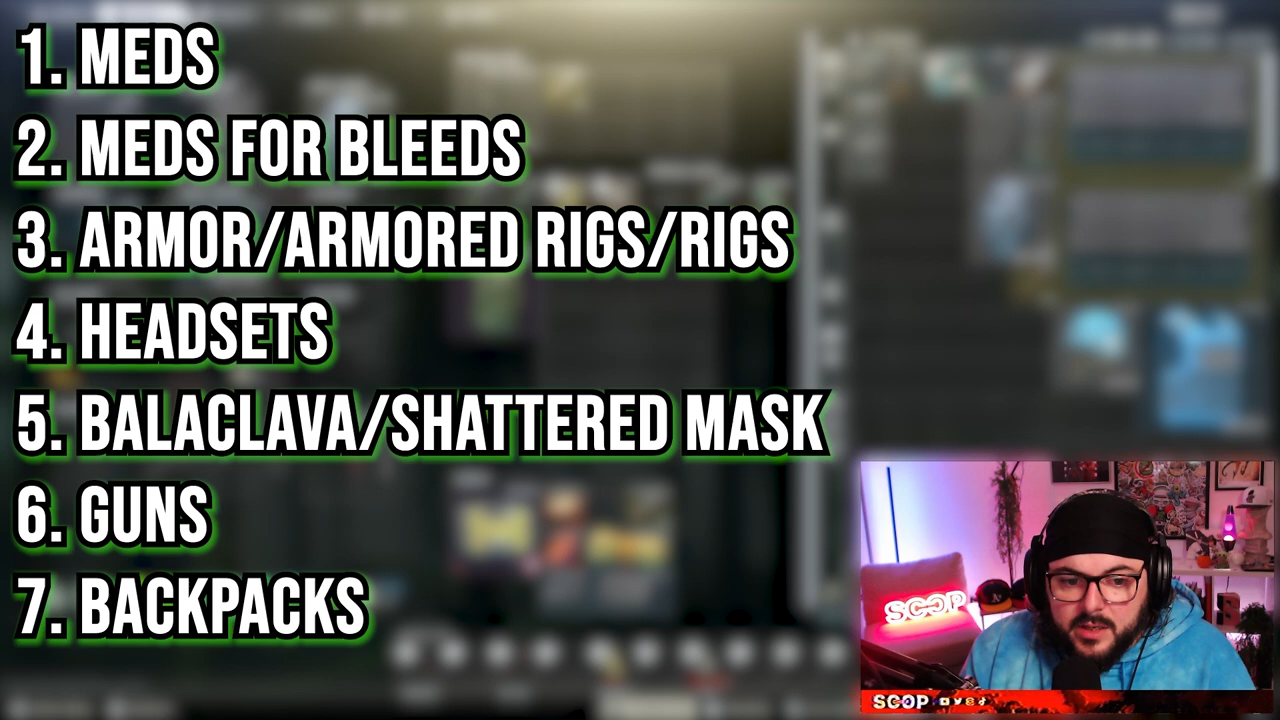 1. MEDS
2. MEDS FOR BLEEDS
3. ARMOR/ARMORED RIGS/RIGS
4. HEADSETS
5. BALACLAVA/SHATTERED MASK
6. GUNS
7. BACKPACKS
SCOP
SCOP